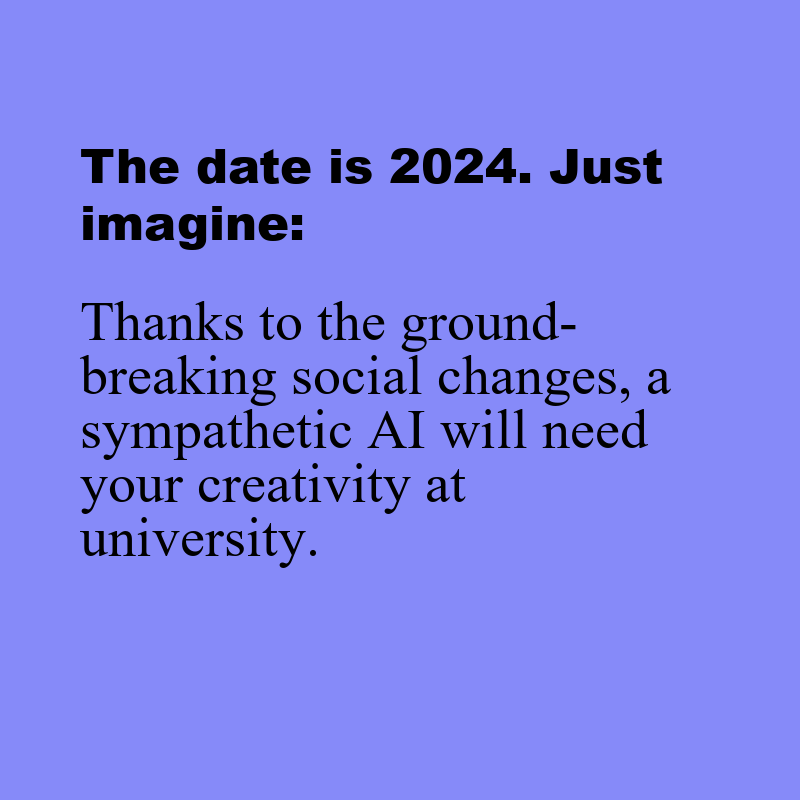 The date is 2024. Just
imagine:
Thanks to the ground-
breaking social changes, a
sympathetic AI will need
your creativity at
university.